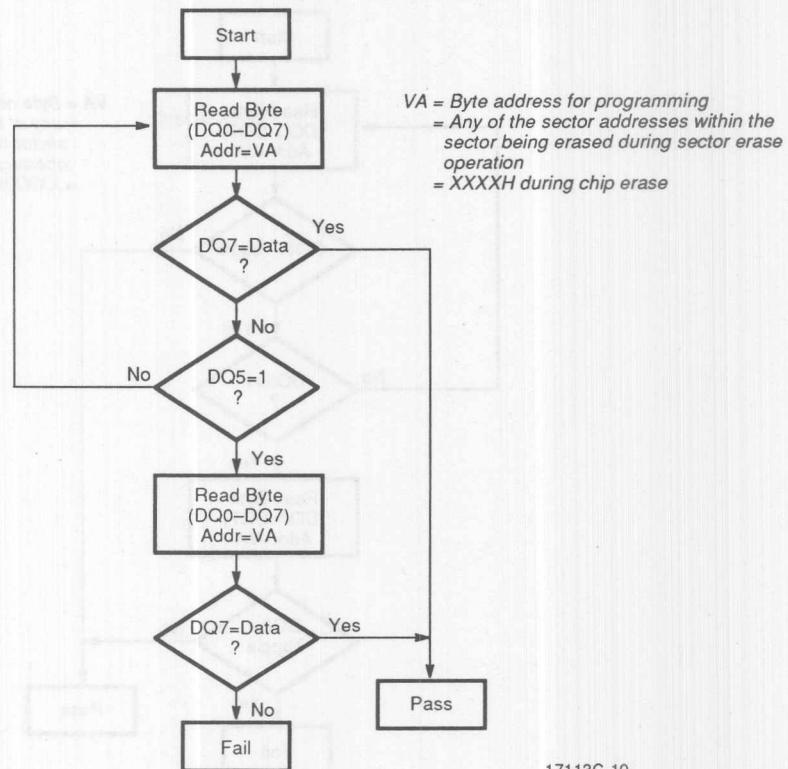 Start
Read Byte
(DQ0–DQ7)
Addr=VA
VA = Byte address for programming
= Any of the sector addresses within the
sector being erased during sector erase
operation
= XXXXH during chip erase
DQ7=Data
?
Yes
No
DQ5=1
?
No
Yes
Read Byte
(DQ0–DQ7)
Addr=VA
DQ7=Data
?
Yes
No
Pass
Fail